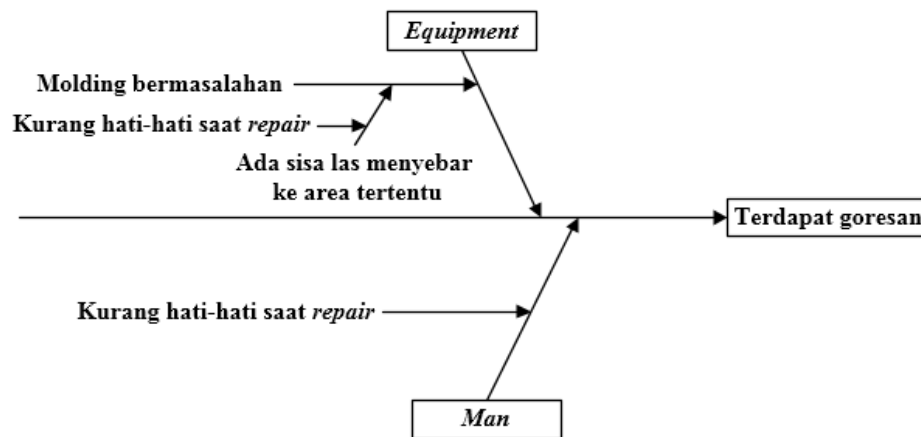 Equipment
Molding bermasalahan
Kurang hati-hati saat repair
Ada sisa las menyebar
ke area tertentu
Terdapat goresan
Kurang hati-hati saat repair
Man